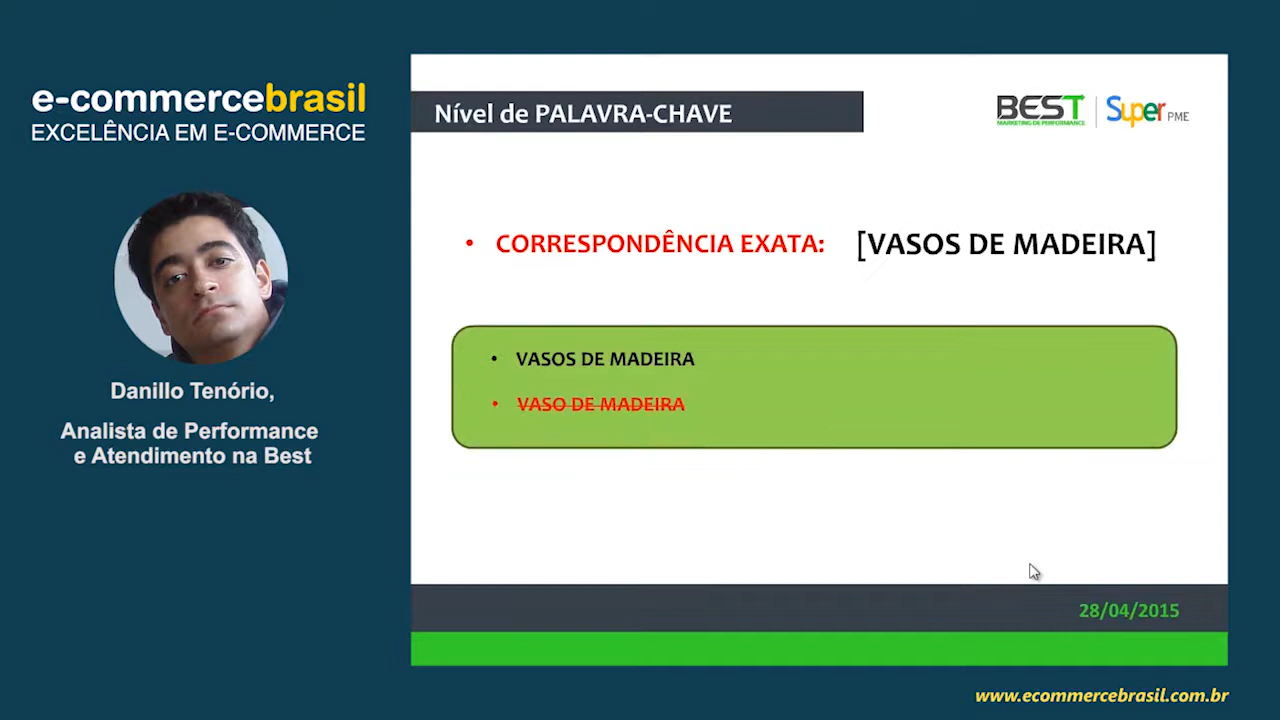 e-commercebrasil
EXCELÊNCIA EM E-COMMERCE
Danillo Tenório,
Analista de Performance
e Atendimento na Best
Nível de PALAVRA-CHAVE
BEST
MARKETING DE PERFORMANCE
Super PME
• CORRESPONDÊNCIA EXATA: [VASOS DE MADEIRA]
• VASOS DE MADEIRA
• VASO DE MADEIRA
28/04/2015
www.ecommercebrasil.com.br